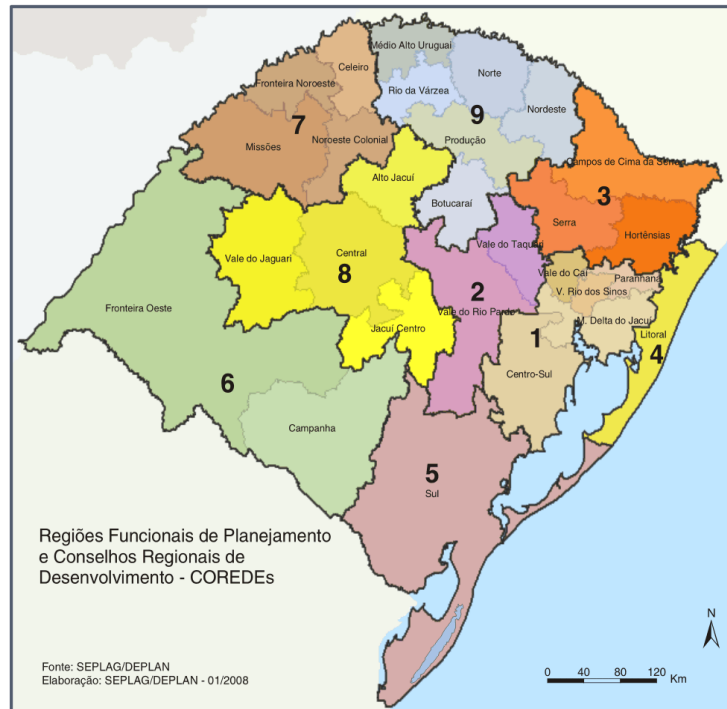 Médio Alto Uruguai
Celeiro
Norte
Fronteira Noroeste
Rio da Várzea
Nordeste
9
7
Noroeste Colonial
Produção
Missões
Campos de Cima da Serra
Alto Jacuí
3
Botucaraí
Serra
Hortênsias
Vale do Taquari
Vale do Jaguari
Central
8
Vale do Caí
Paranhana
2
V. Rio dos Sinos
Fronteira Oeste
Vale do Rio Pardo
M. Delta do Jacuí
Jacuí Centro
1
Litoral
4
Centro-Sul
6
Campanha
5
Sul
Regiões Funcionais de Planejamento
e Conselhos Regionais de
Desenvolvimento - COREDEs
N
Fonte: SEPLAG/DEPLAN
Elaboração: SEPLAG/DEPLAN - 01/2008
0 40 80 120 Km